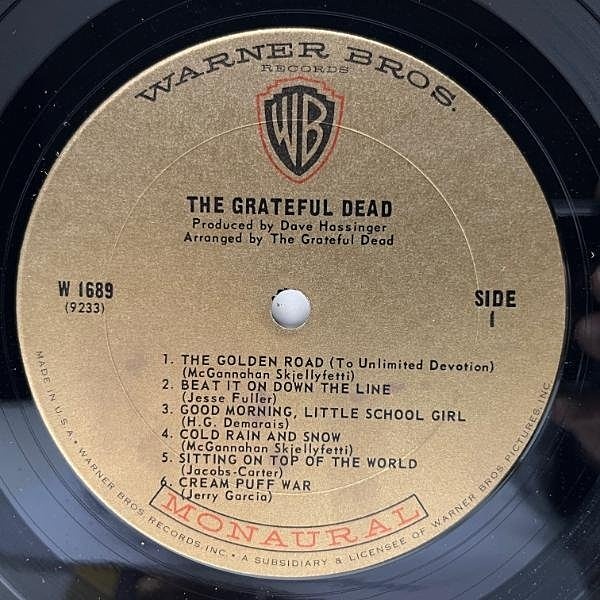 WARNER BROS.
RECORDS
WB
THE GRATEFUL DEAD
Produced by Dave Hassinger
Arranged by The Grateful Dead
W 1689
(9233)
SIDE
1
1. THE GOLDEN ROAD (To Unlimited Devotion)
(McGannahan Skjellyfetti)
2. BEAT IT ON DOWN THE LINE
(Jesse Fuller)
3. GOOD MORNING, LITTLE SCHOOL GIRL
(H.G. Demarais)
4. COLD RAIN AND SNOW
(McGannahan Skjellyfetti)
5. SITTING ON TOP OF THE WORLD
(Jacobs-Carter)
6. CREAM PUFF WAR
(Jerry Garcia)
MONAURAL
MADE IN U.S.A. • WARNER BROS. RECORDS, INC. • A SUBSIDIARY & LICENSEE OF WARNER BROS. PICTURES, INC.